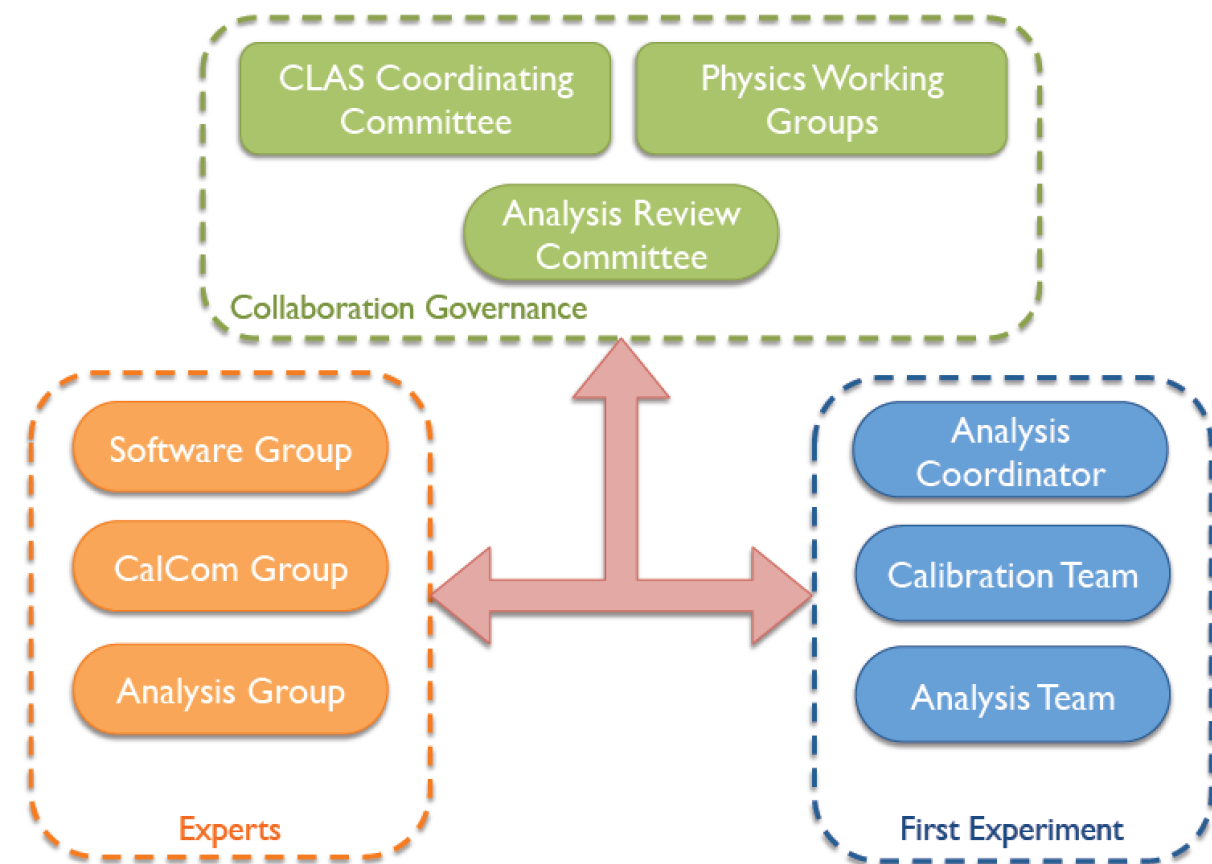 CLAS Coordinating
Committee
Physics Working
Groups
Analysis Review
Committee
Collaboration Governance
Software Group
CalCom Group
Analysis Group
Experts
Analysis
Coordinator
Calibration Team
Analysis Team
First Experiment